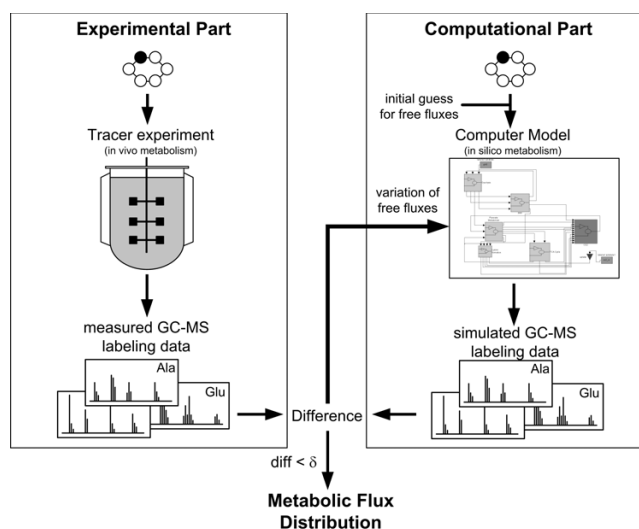 Experimental Part
Tracer experiment
(in vivo metabolism)
measured GC-MS
labeling data
Ala
Glu
Computational Part
initial guess
for free fluxes
Computer Model
(in silico metabolism)
variation of
free fluxes
simulated GC-MS
labeling data
Ala
Glu
Difference
diff < δ
Metabolic Flux
Distribution